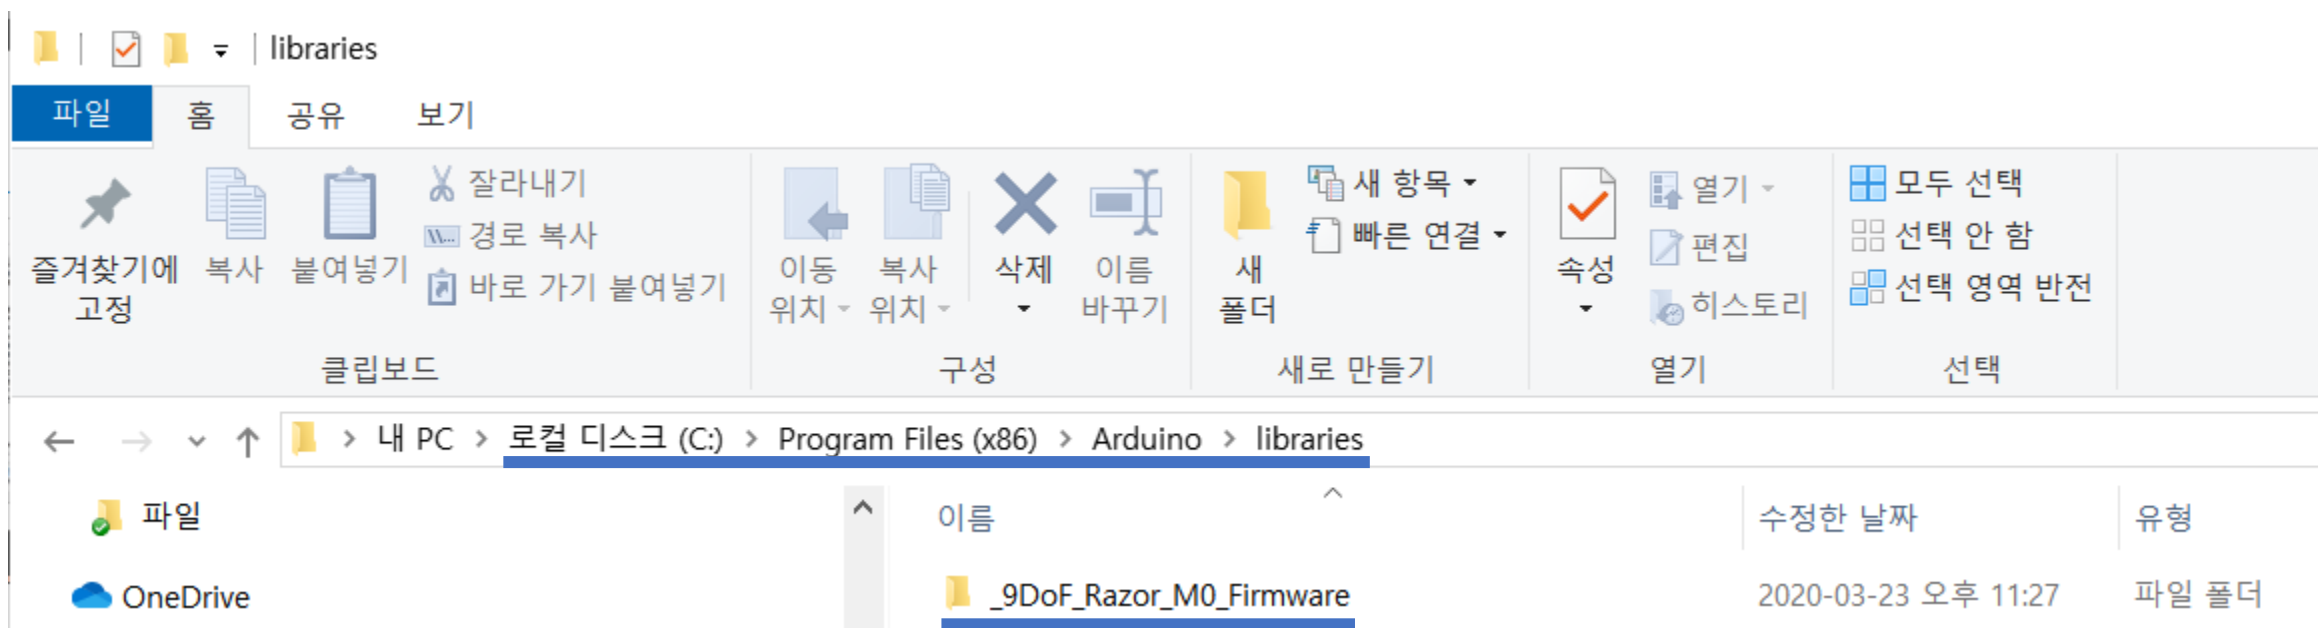 libraries
파일 홈 공유 보기
즐겨찾기에 고정
복사
붙여넣기
잘라내기
경로 복사
바로 가기 붙여넣기
클립보드
이동 위치
복사 위치
삭제
이름 바꾸기
구성
새 폴더
새 항목
빠른 연결
새로 만들기
속성
열기
편집
히스토리
열기
모두 선택
선택 안 함
선택 영역 반전
선택
내 PC > 로컬 디스크 (C:) > Program Files (x86) > Arduino > libraries
파일
OneDrive
이름 수정한 날짜 유형
_9DoF_Razor_M0_Firmware 2020-03-23 오후 11:27 파일 폴더